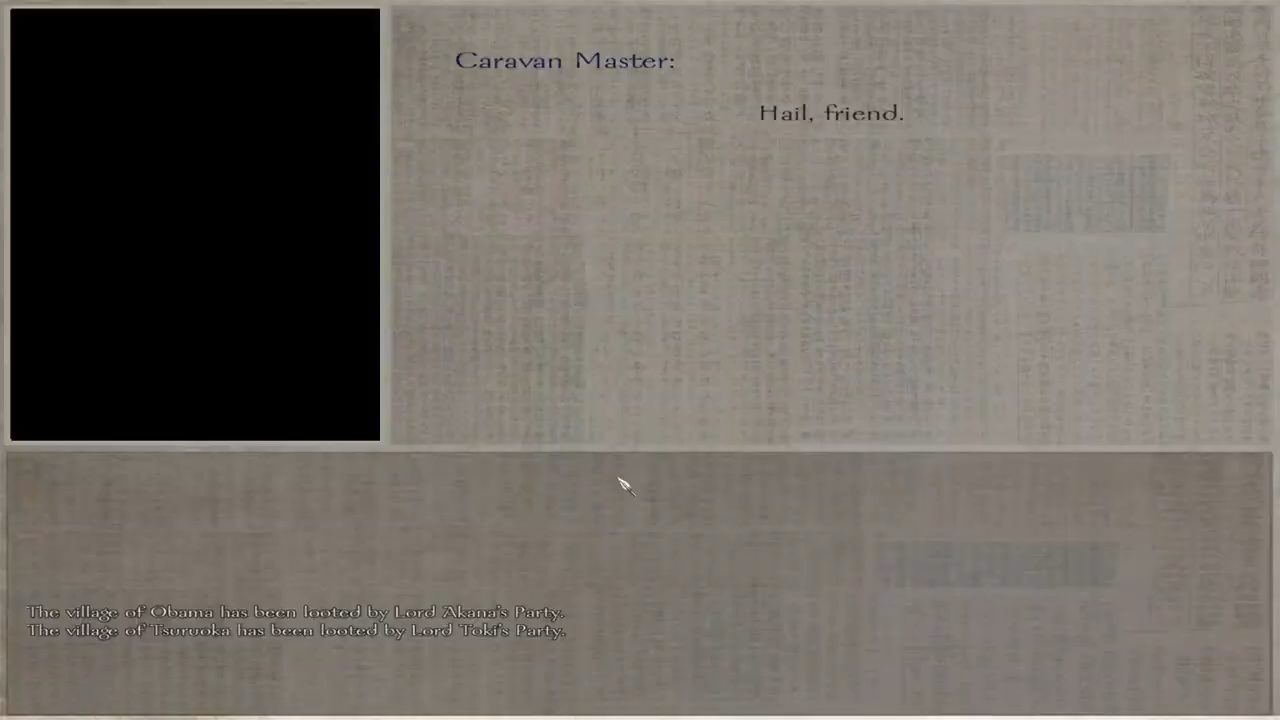 Caravan Master:
Hail, friend.
The village of Obama has been looted by Lord Akana's Party.
The village of Tsuruoka has been looted by Lord Toki's Party.